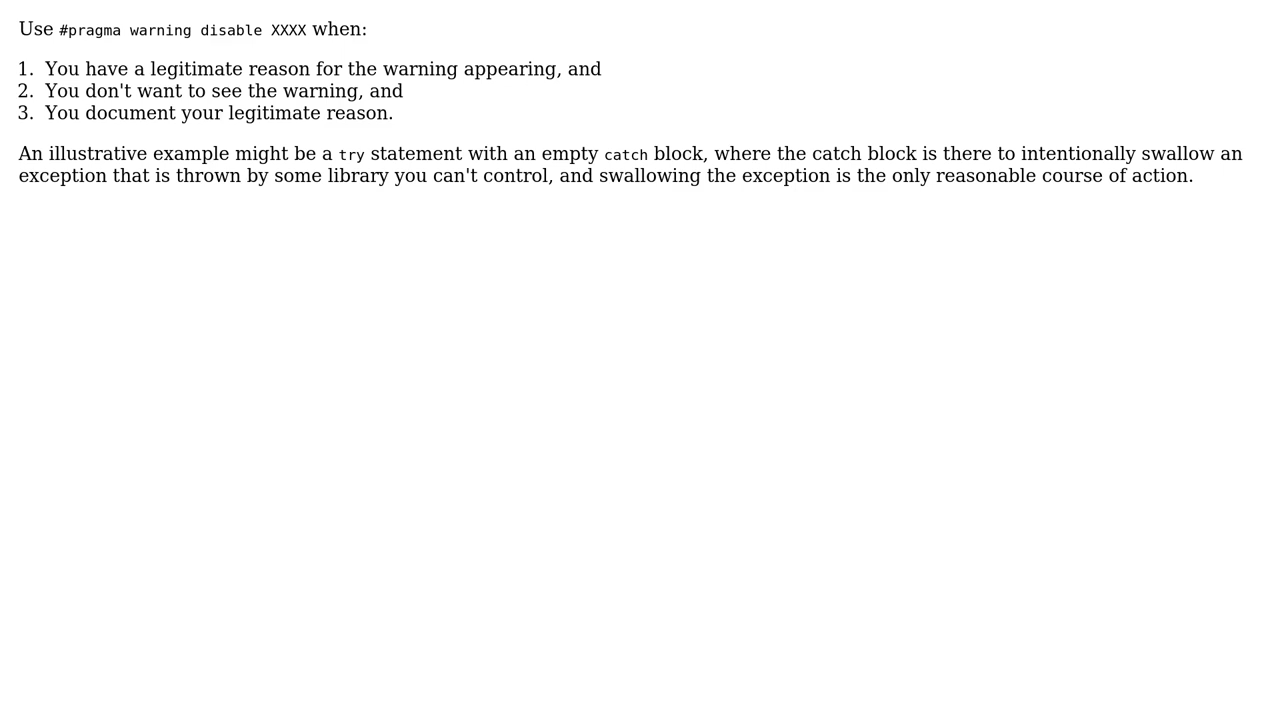 Use #pragma warning disable XXXX when:
1. You have a legitimate reason for the warning appearing, and
2. You don't want to see the warning, and
3. You document your legitimate reason.
An illustrative example might be a try statement with an empty catch block, where the catch block is there to intentionally swallow an
exception that is thrown by some library you can't control, and swallowing the exception is the only reasonable course of action.